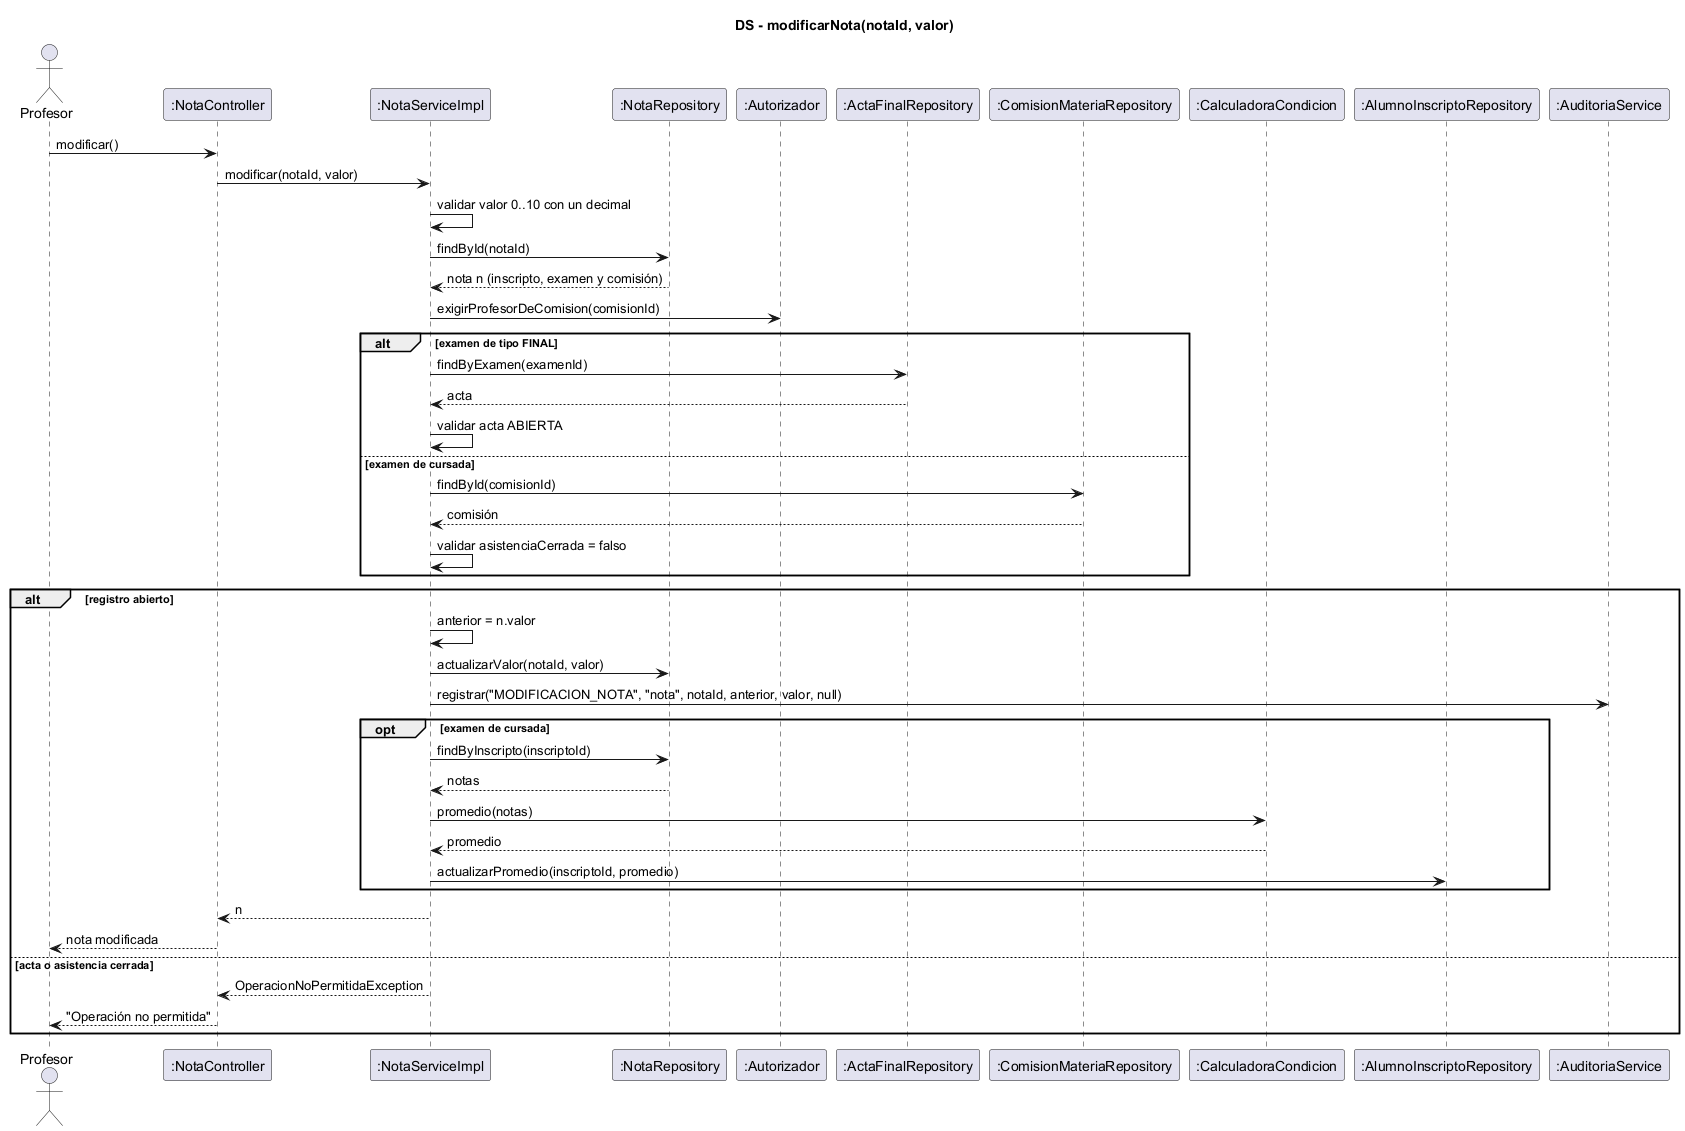 DS - modificarNota(notaId, valor)
Profesor
:NotaController
:NotaServiceImpl
:NotaRepository
:Autorizador
:ActaFinalRepository
:ComisionMateriaRepository
:CalculadoraCondicion
:AlumnoInscriptoRepository
:AuditoriaService
modificar()
modificar(notaId, valor)
validar valor 0..10 con un decimal
findById(notaId)
nota n (inscripto, examen y comisión)
exigirProfesorDeComision(comisionId)
alt
[examen de tipo FINAL]
findByExamen(examenId)
acta
validar acta ABIERTA
[examen de cursada]
findById(comisionId)
comisión
validar asistenciaCerrada = falso
alt
[registro abierto]
anterior = n.valor
actualizarValor(notaId, valor)
registrar("MODIFICACION_NOTA", "nota", notaId, anterior, valor, null)
opt
[examen de cursada]
findByInscripto(inscriptoId)
notas
promedio(notas)
promedio
actualizarPromedio(inscriptoId, promedio)
n
nota modificada
[acta o asistencia cerrada]
OperacionNoPermitidaException
"Operación no permitida"
Profesor
:NotaController
:NotaServiceImpl
:NotaRepository
:Autorizador
:ActaFinalRepository
:ComisionMateriaRepository
:CalculadoraCondicion
:AlumnoInscriptoRepository
:AuditoriaService